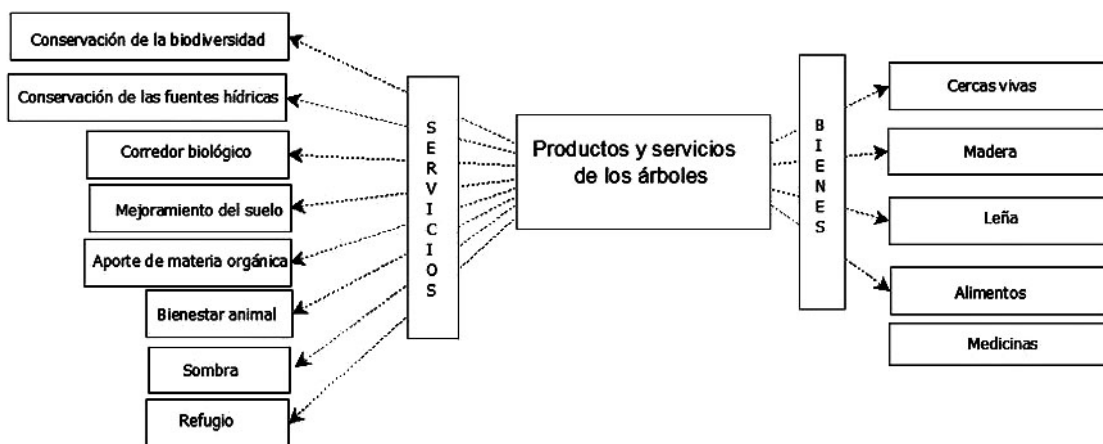 Conservación de la biodiversidad
Conservación de las fuentes hídricas
Corredor biológico
Mejoramiento del suelo
Aporte de materia orgánica
Bienestar animal
Sombra
Refugio
SERVICIOS
Productos y servicios
de los árboles
BIENES
Cercas vivas
Madera
Leña
Alimentos
Medicinas